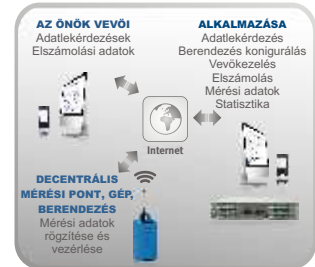 AZ ÖNÖK VEVÖI
Adatlekérdezések
Elszámolási adatok
ALKALMAZÁSA
Adatlekérdezés
Berendezés konigurálás
Vevőkezelés
Elszámolás
Mérési adatok
Statisztika
Internet
DECENTRÁLIS
MÉRÉSI PONT, GÉP,
BERENDEZÉS
Mérési adatok
rögzítése és
vezérlése